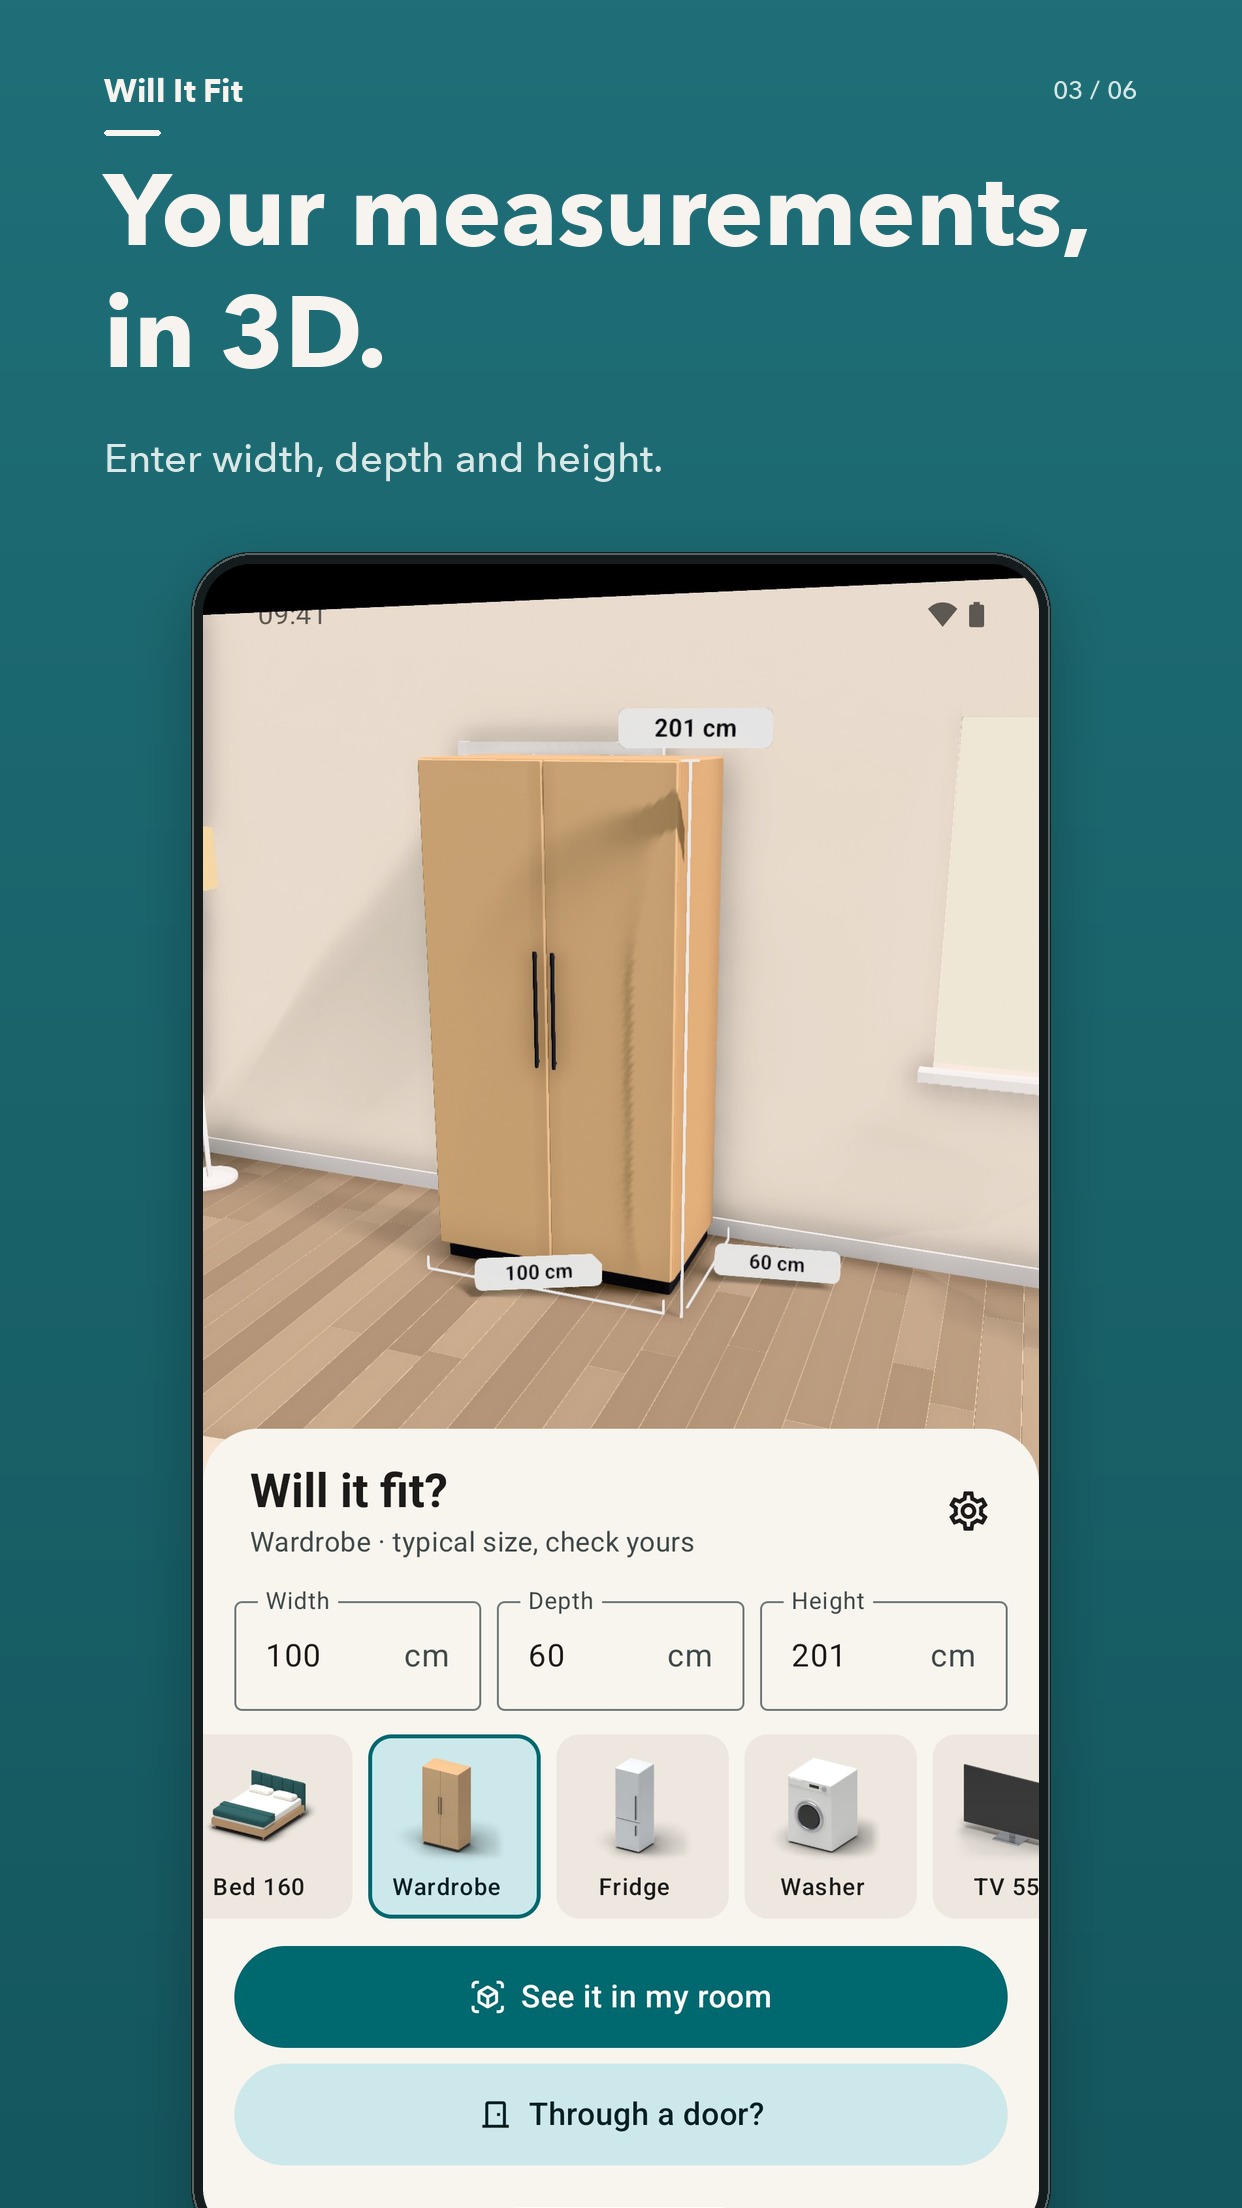 Will It Fit
03 / 06
Your measurements,
in 3D.
Enter width, depth and height.
09:41
201 cm
100 cm
60 cm
Will it fit?
Wardrobe · typical size, check yours
Width
Depth
Height
100 cm
60 cm
201 cm
Bed 160
Wardrobe
Fridge
Washer
TV 55
See it in my room
Through a door?